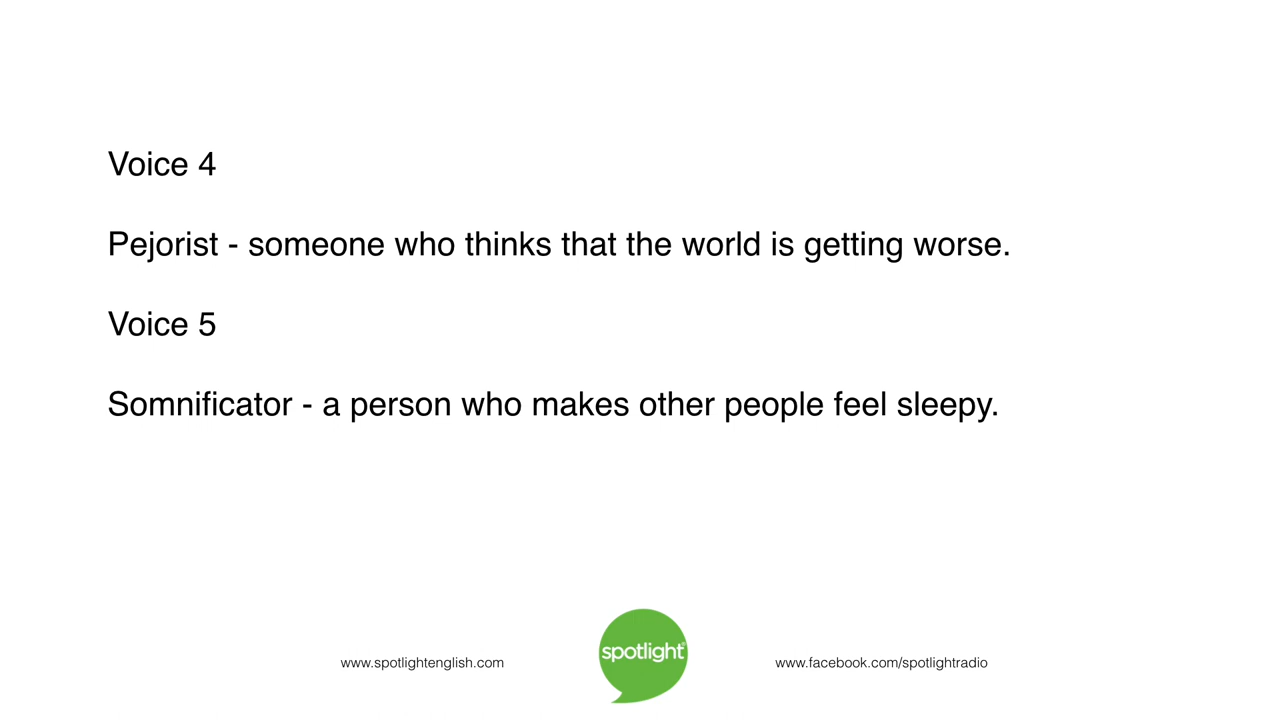 Voice 4
Pejorist - someone who thinks that the world is getting worse.
Voice 5
Somnificator - a person who makes other people feel sleepy.
www.spotlightenglish.com
spotlight®
www.facebook.com/spotlightradio